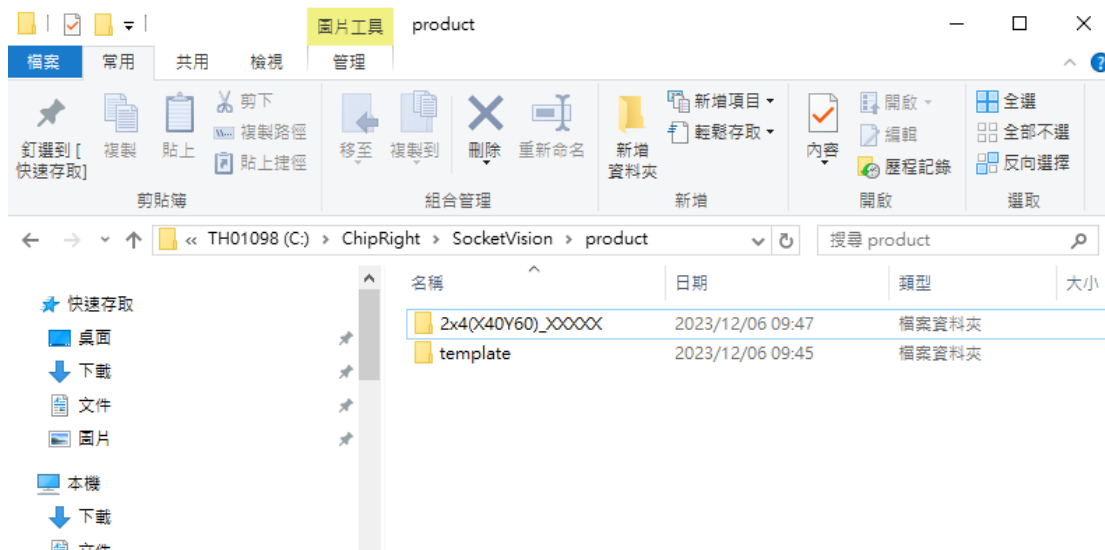 圖片工具 product
檔案 常用 共用 檢視 管理
釘選到 [快速存取]
複製
貼上
剪下
複製路徑
貼上捷徑
剪貼簿
移至
複製到
刪除
重新命名
組合管理
新增資料夾
新增項目
輕鬆存取
新增
內容
開啟
編輯
歷程記錄
開啟
全選
全部不選
反向選擇
選取
« TH01098 (C:) > ChipRight > SocketVision > product
搜尋 product
快速存取
桌面
下載
文件
圖片
本機
下載
文件
名稱 日期 類型 大小
2x4(X40Y60)_XXXXX 2023/12/06 09:47 檔案資料夾
template 2023/12/06 09:45 檔案資料夾